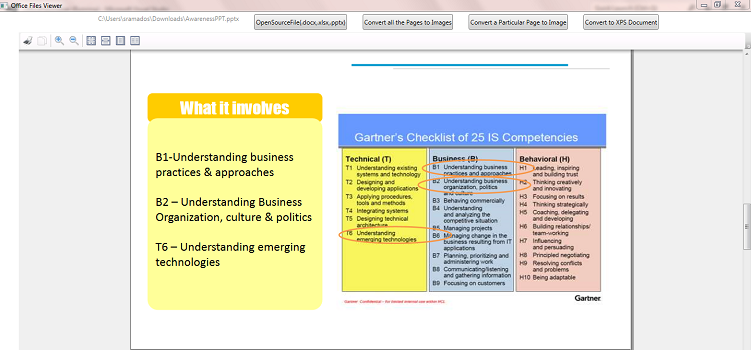 Office Files Viewer
C:\Users\sramados\Downloads\AwarenessPPT.pptx
OpenSourceFile(.docx,.xlsx,.pptx)
Convert all the Pages to Images
Convert a Particular Page to Image
Convert to XPS Document
What it involves
B1-Understanding business
practices & approaches
B2 – Understanding Business
Organization, culture & politics
T6 – Understanding emerging
technologies
Gartner's Checklist of 25 IS Competencies
Technical (T)
T1 Understanding existing
systems and technology
T2 Designing and
developing applications
T3 Applying procedures,
tools and methods
T4 Integrating systems
T5 Designing technical
architecture
T6 Understanding
emerging technologies
Business (B)
B1 Understanding business
practices and approaches
B2 Understanding business
organization, politics
and culture
B3 Behaving commercially
B4 Understanding
and analyzing the
competitive situation
B5 Managing projects
B6 Managing change in the
business resulting from IT
applications
B7 Planning, prioritizing and
administering work
B8 Communicating/listening
and gathering information
B9 Focusing on customers
Behavioral (H)
H1 Leading, inspiring
and building trust
H2 Thinking creatively
and innovating
H3 Focusing on results
H4 Thinking strategically
H5 Coaching, delegating
and developing
H6 Building relationships/
team-working
H7 Influencing
and persuading
H8 Principled negotiating
H9 Resolving conflicts
and problems
H10 Being adaptable
Gartner